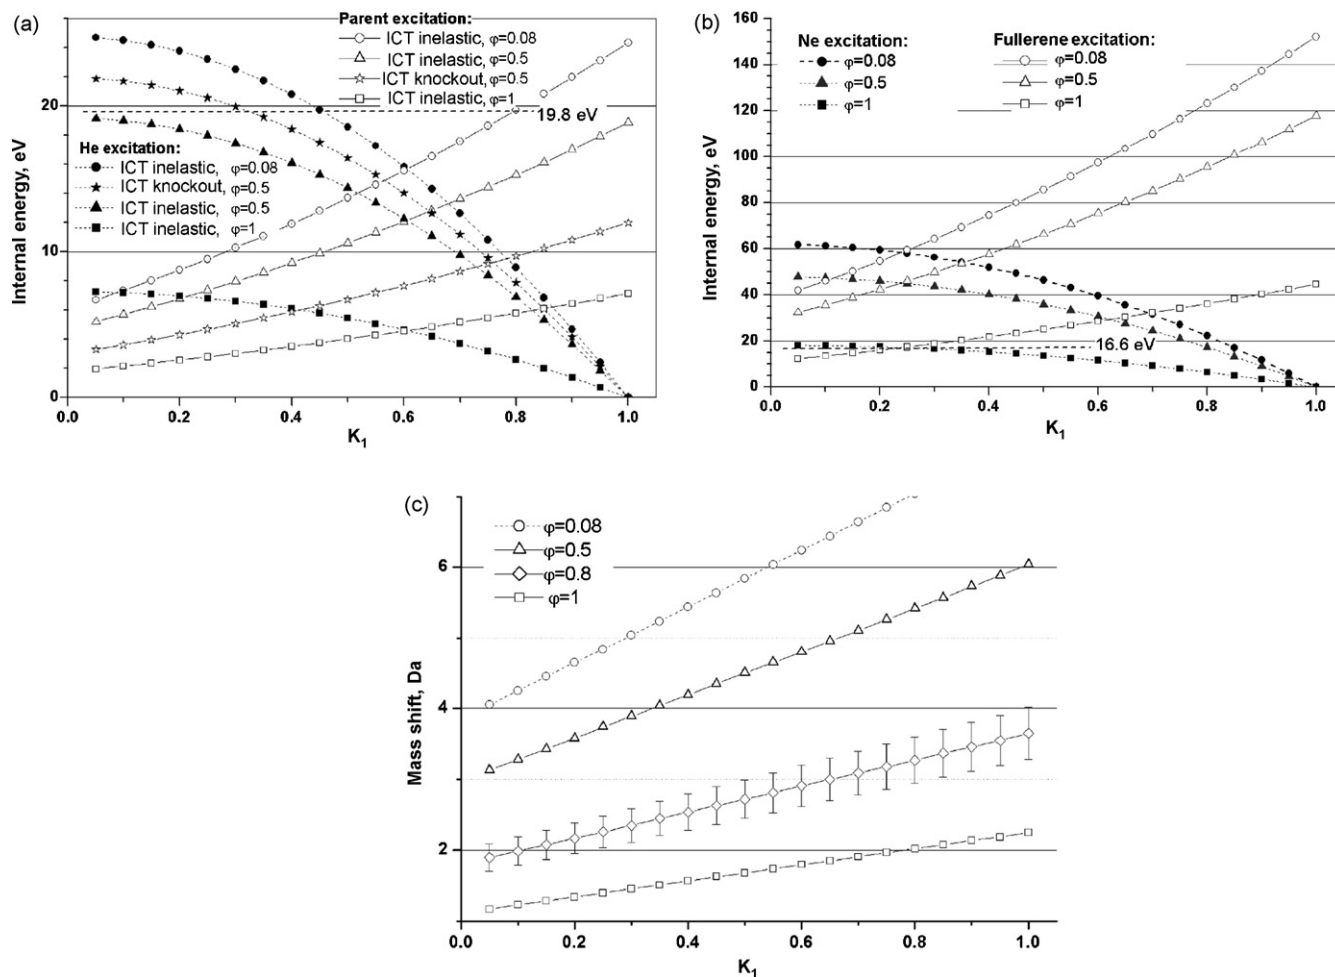 (a)
Parent excitation:
ICT inelastic, φ=0.08
ICT inelastic, φ=0.5
ICT knockout, φ=0.5
ICT inelastic, φ=1
19.8 eV
He excitation:
ICT inelastic, φ=0.08
ICT knockout, φ=0.5
ICT inelastic, φ=0.5
ICT inelastic, φ=1
Internal energy, eV
20
10
0
0.0 0.2 0.4 0.6 0.8 1.0
K1
(b)
Ne excitation:
φ=0.08
φ=0.5
φ=1
Fullerene excitation:
φ=0.08
φ=0.5
φ=1
16.6 eV
Internal energy, eV
160
140
120
100
80
60
40
20
0
0.0 0.2 0.4 0.6 0.8 1.0
K1
(c)
φ=0.08
φ=0.5
φ=0.8
φ=1
Mass shift, Da
6
4
2
0.0 0.2 0.4 0.6 0.8 1.0
K1